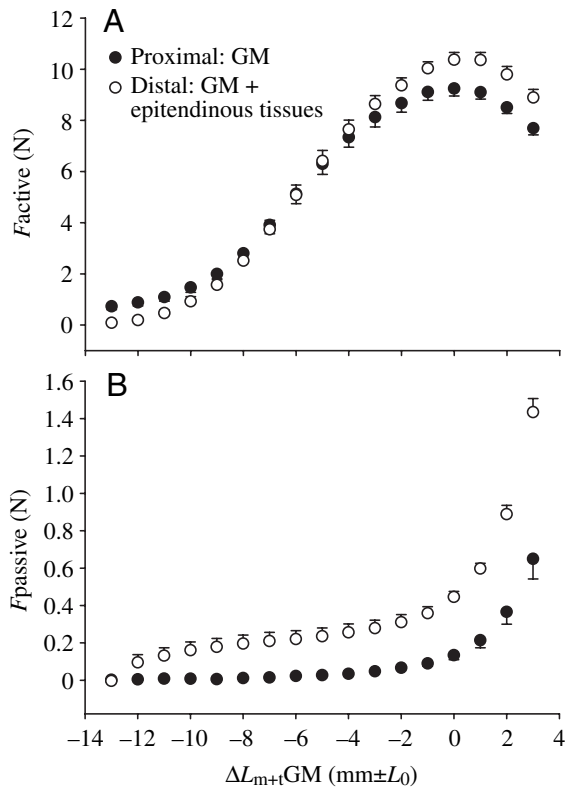 A
Proximal: GM
Distal: GM +
epitendinous tissues
12
10
8
6
4
2
0
Factive (N)
B
1.6
1.4
1.2
1.0
0.8
0.6
0.4
0.2
0
Fpassive (N)
−14 −12 −10 −8 −6 −4 −2 0 2 4
ΔLm+tGM (mm±L0)